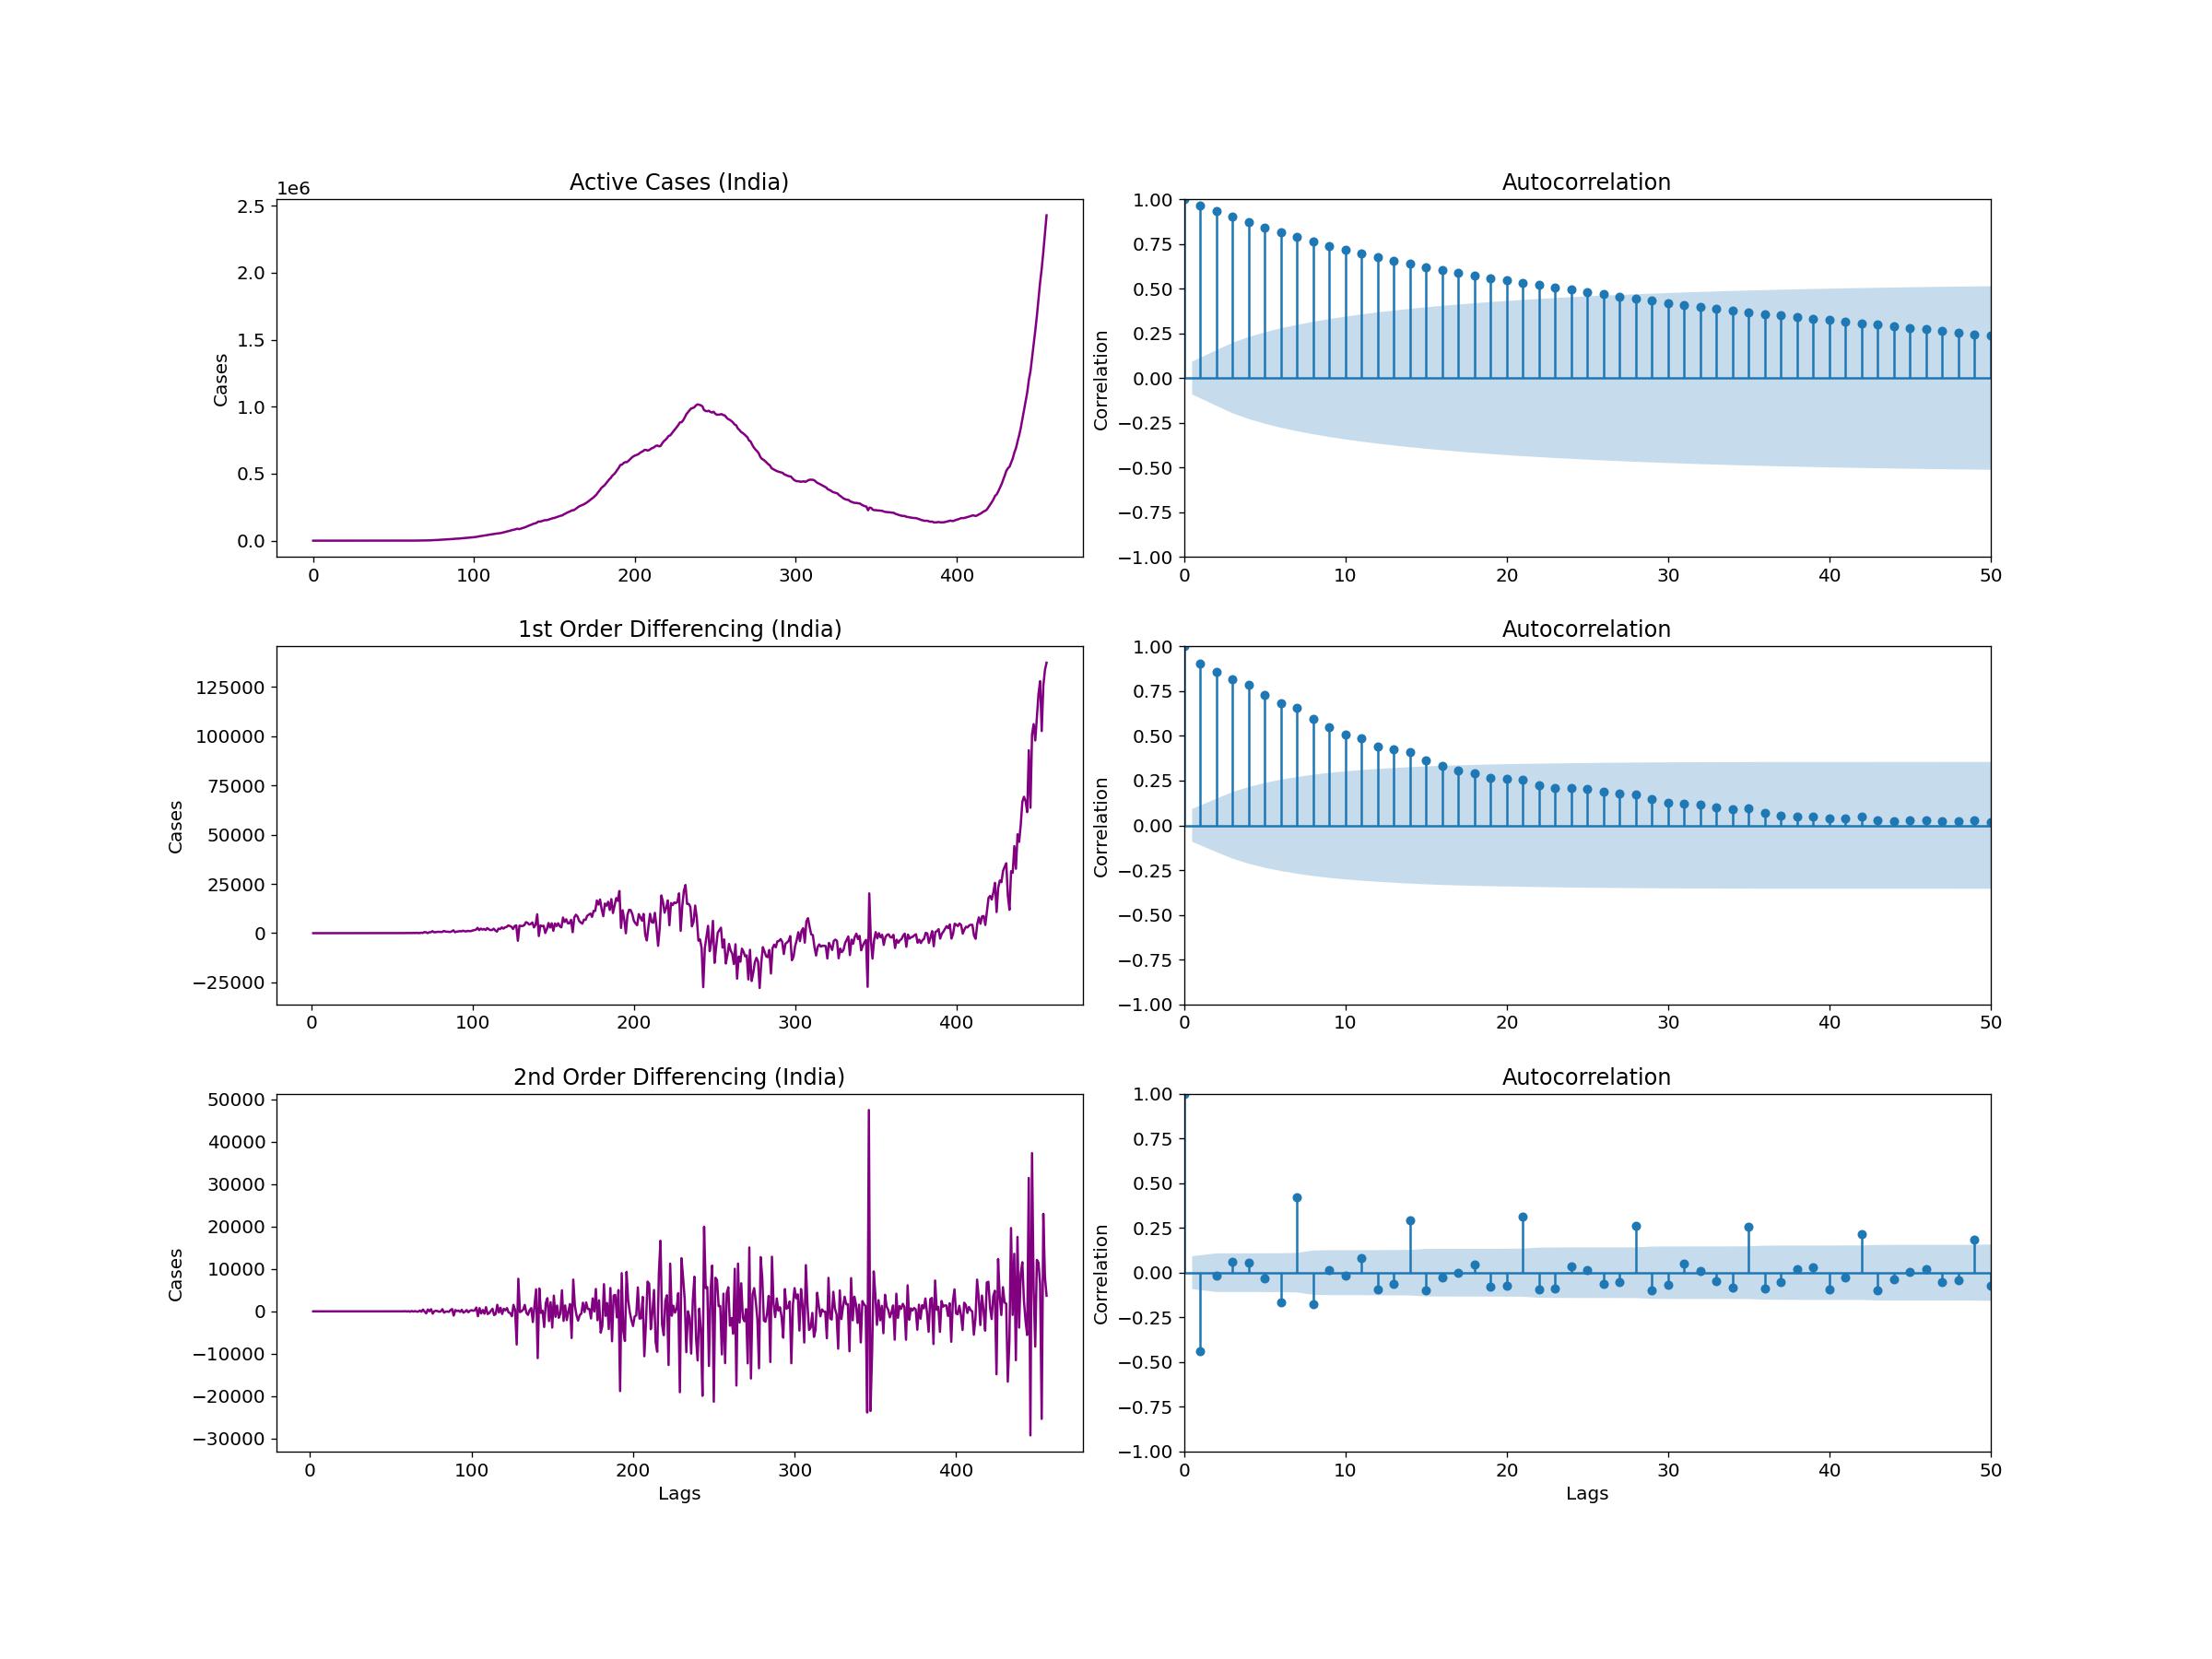 Active Cases (India)
1e6
2.5
2.0
1.5
1.0
0.5
0.0
Cases
0 100 200 300 400
Autocorrelation
1.00
0.75
0.50
0.25
0.00
−0.25
−0.50
−0.75
−1.00
Correlation
0 10 20 30 40 50
1st Order Differencing (India)
125000
100000
75000
50000
25000
0
−25000
Cases
0 100 200 300 400
Autocorrelation
1.00
0.75
0.50
0.25
0.00
−0.25
−0.50
−0.75
−1.00
Correlation
0 10 20 30 40 50
2nd Order Differencing (India)
50000
40000
30000
20000
10000
0
−10000
−20000
−30000
Cases
0 100 200 300 400
Lags
Autocorrelation
1.00
0.75
0.50
0.25
0.00
−0.25
−0.50
−0.75
−1.00
Correlation
0 10 20 30 40 50
Lags